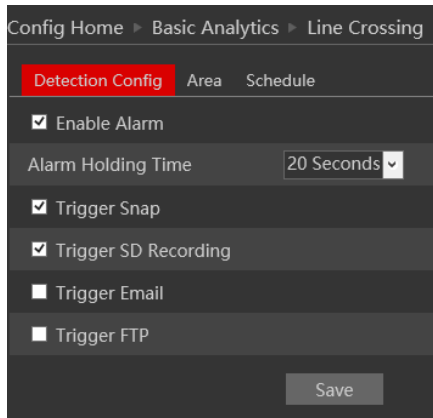 Config Home ▶ Basic Analytics ▶ Line Crossing
Detection Config Area Schedule
Enable Alarm
Alarm Holding Time 20 Seconds
Trigger Snap
Trigger SD Recording
Trigger Email
Trigger FTP
Save